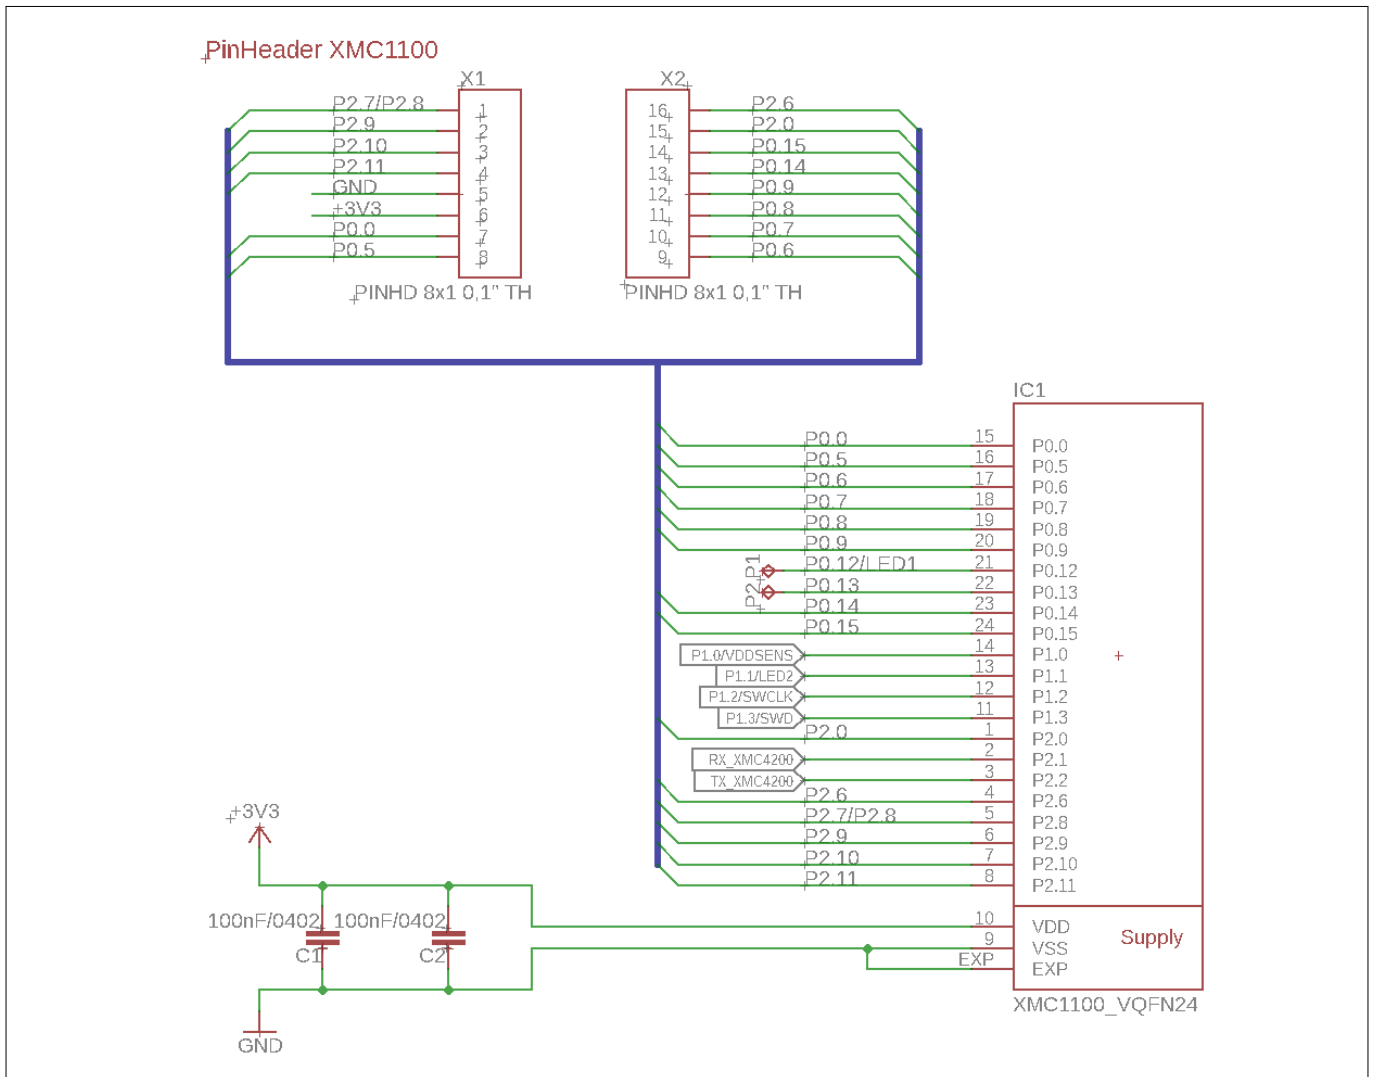 PinHeader XMC1100
X1
X2
P2.7/P2.8 1
P2.9 2
P2.10 3
P2.11 4
GND 5
+3V3 6
P0.0 7
P0.5 8
16 P2.6
15 P2.0
14 P0.15
13 P0.14
12 P0.9
11 P0.8
10 P0.7
9 P0.6
PINHD 8x1 0,1" TH
PINHD 8x1 0,1" TH
IC1
P0.0 15 P0.0
P0.5 16 P0.5
P0.6 17 P0.6
P0.7 18 P0.7
P0.8 19 P0.8
P0.9 20 P0.9
P1 P0.12/LED1 21 P0.12
P2 P0.13 22 P0.13
P0.14 23 P0.14
P0.15 24 P0.15
P1.0/VDDSENS 14 P1.0
P1.1/LED2 13 P1.1
P1.2/SWCLK 12 P1.2
P1.3/SWD 11 P1.3
P2.0 1 P2.0
RX_XMC4200 2 P2.1
TX_XMC4200 3 P2.2
P2.6 4 P2.6
P2.7/P2.8 5 P2.8
P2.9 6 P2.9
P2.10 7 P2.10
P2.11 8 P2.11
10 VDD
9 VSS
EXP EXP
Supply
XMC1100_VQFN24
+3V3
100nF/0402
C1
100nF/0402
C2
GND